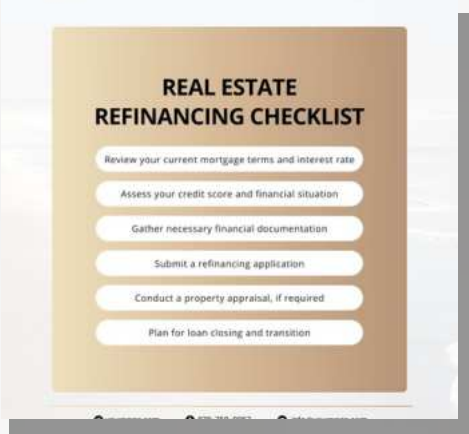 REAL ESTATE
REFINANCING CHECKLIST
Review your current mortgage terms and interest rate
Assess your credit score and financial situation
Gather necessary financial documentation
Submit a refinancing application
Conduct a property appraisal, if required
Plan for loan closing and transition